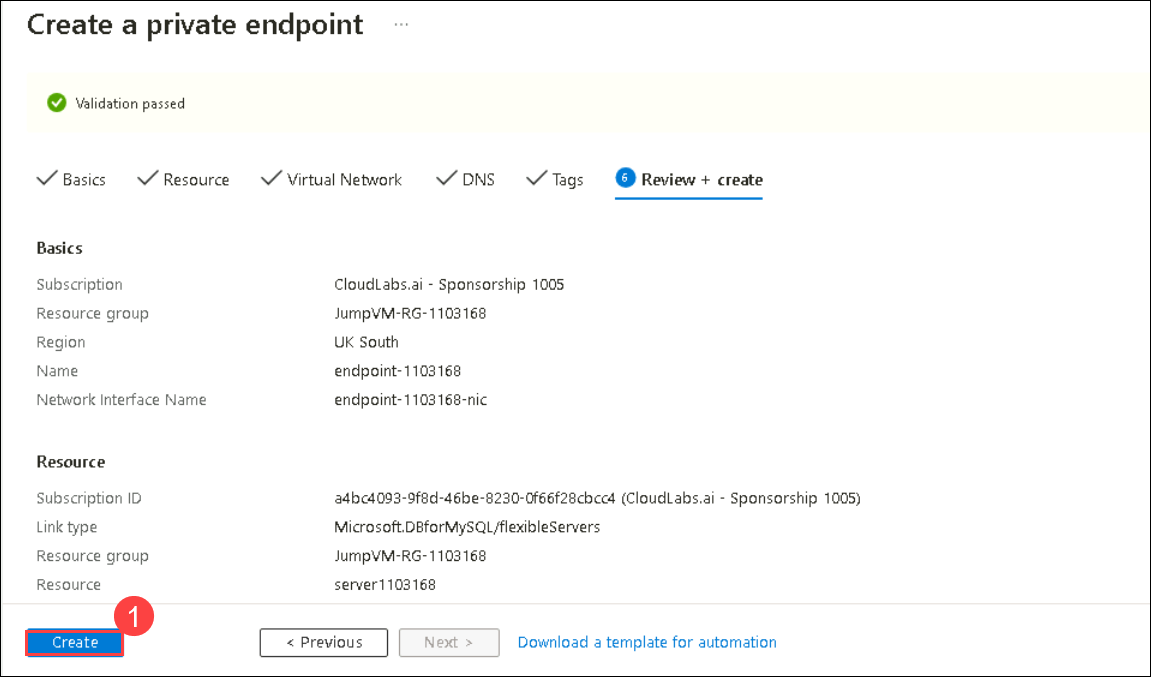 Create a private endpoint ...
Validation passed
Basics Resource Virtual Network DNS Tags 6 Review + create
Basics
Subscription CloudLabs.ai - Sponsorship 1005
Resource group JumpVM-RG-1103168
Region UK South
Name endpoint-1103168
Network Interface Name endpoint-1103168-nic
Resource
Subscription ID a4bc4093-9f8d-46be-8230-0f66f28cbcc4 (CloudLabs.ai - Sponsorship 1005)
Link type Microsoft.DBforMySQL/flexibleServers
Resource group JumpVM-RG-1103168
Resource server1103168
1
Create < Previous Next > Download a template for automation